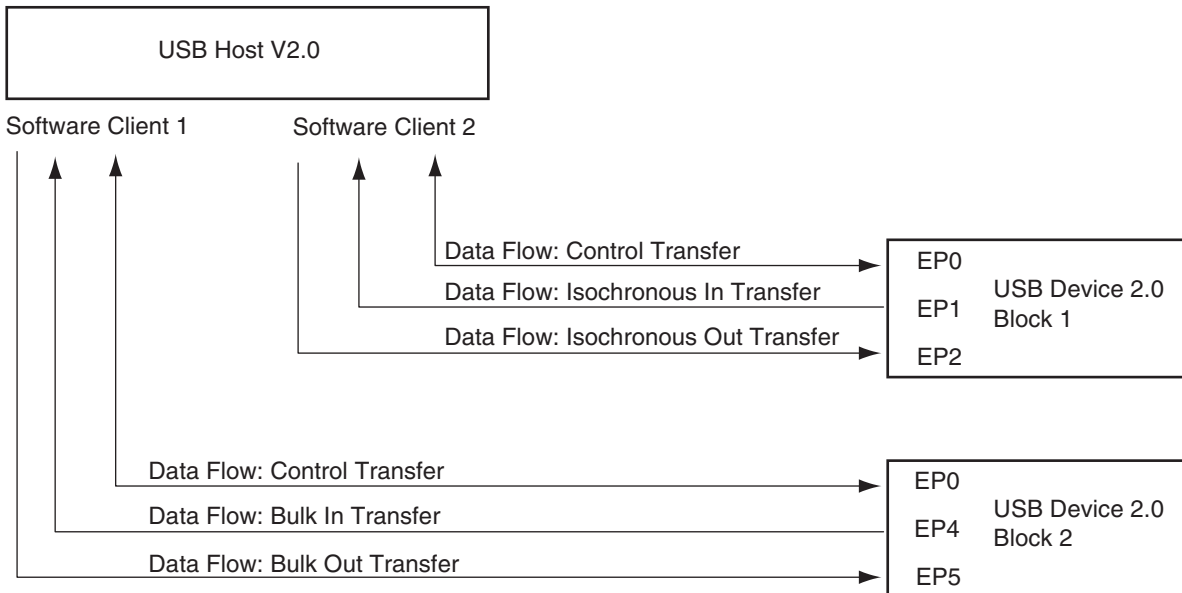 USB Host V2.0
Software Client 1
Software Client 2
Data Flow: Control Transfer
Data Flow: Isochronous In Transfer
Data Flow: Isochronous Out Transfer
EP0
EP1
EP2
USB Device 2.0
Block 1
Data Flow: Control Transfer
Data Flow: Bulk In Transfer
Data Flow: Bulk Out Transfer
EP0
EP4
EP5
USB Device 2.0
Block 2